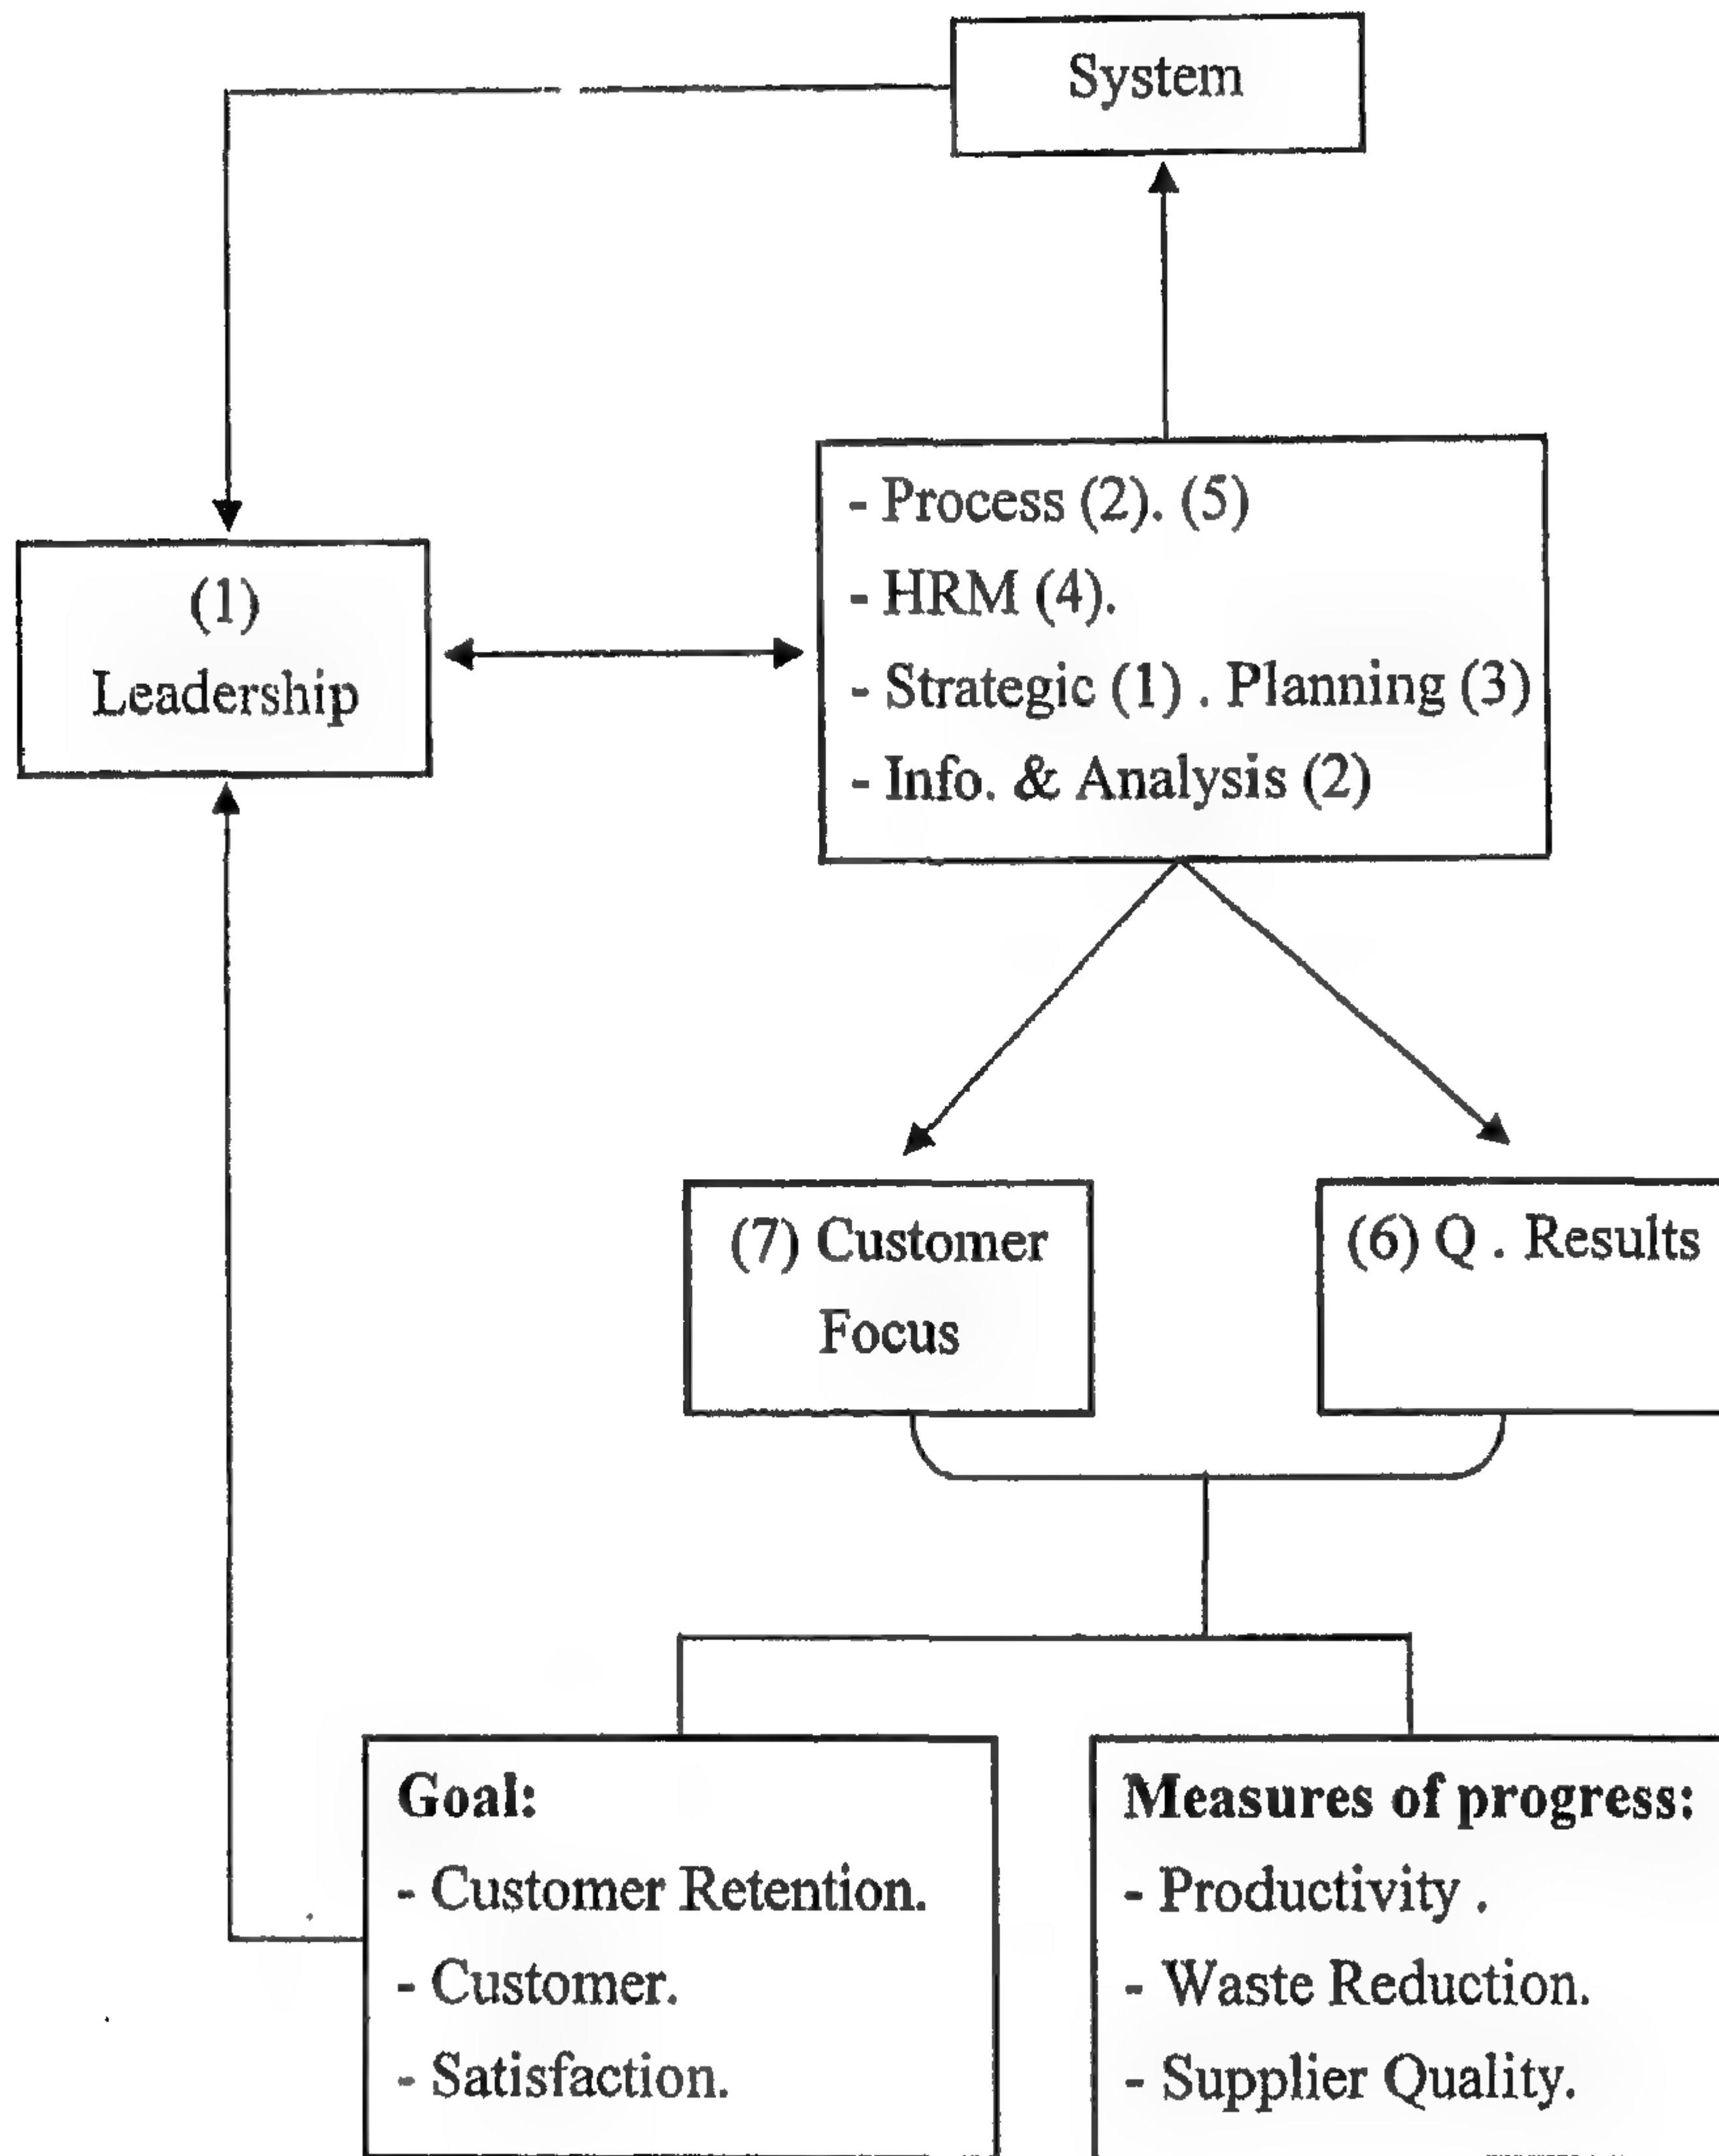 System
- Process (2). (5)
- HRM (4).
- Strategic (1) . Planning (3)
- Info. & Analysis (2)
(1)
Leadership
(7) Customer
Focus
(6) Q . Results
Goal:
- Customer Retention.
- Customer.
- Satisfaction.
Measures of progress:
- Productivity .
- Waste Reduction.
- Supplier Quality.